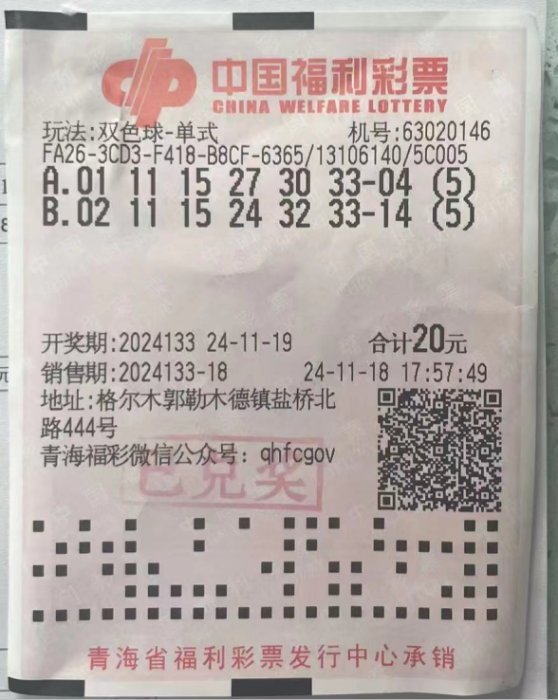 中国福利彩票
CHINA WELFARE LOTTERY
玩法:双色球-单式 机号:63020146
FA26-3CD3-F418-B8CF-6365/13106140/5C005
A.01 11 15 27 30 33-04 (5)
B.02 11 15 24 32 33-14 (5)
开奖期:2024133 24-11-19 合计20元
销售期:2024133-18 24-11-18 17:57:49
地址:格尔木郭勒木德镇盐桥北
路444号
青海福彩微信公众号: qhfcgov
已兑奖
青海省福利彩票发行中心承销